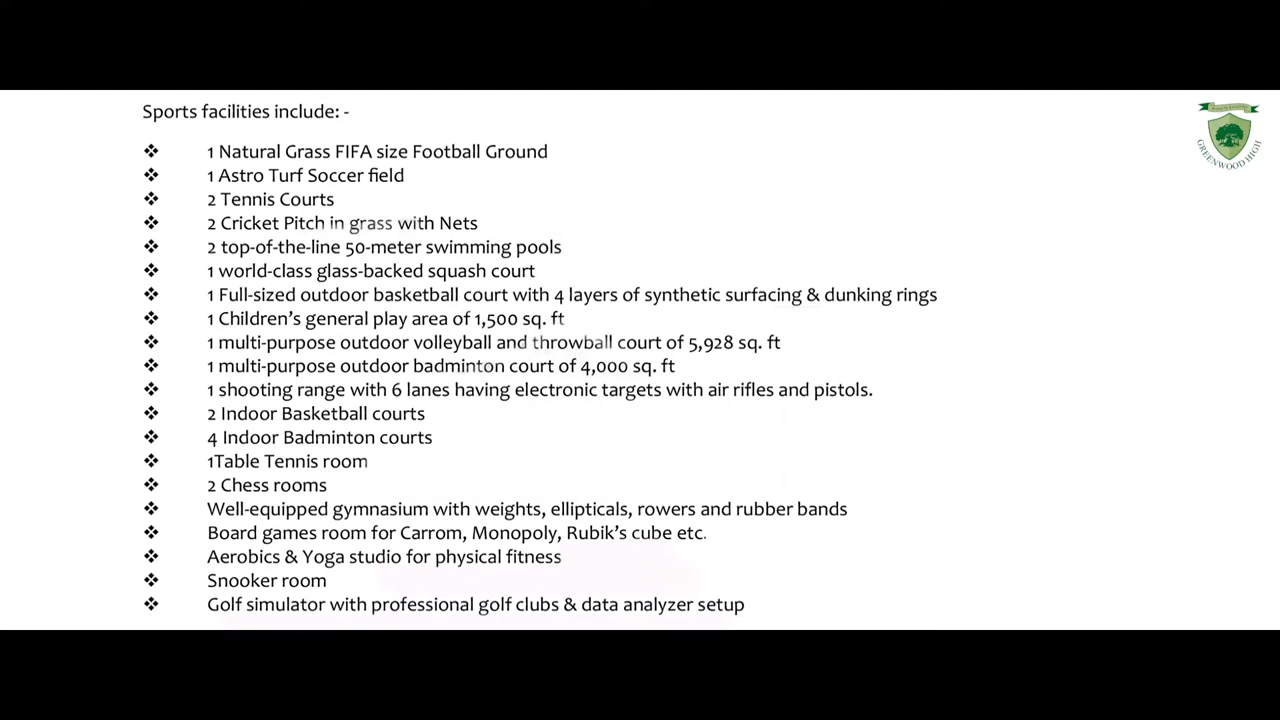 Sports facilities include: -
❖ 1 Natural Grass FIFA size Football Ground
❖ 1 Astro Turf Soccer field
❖ 2 Tennis Courts
❖ 2 Cricket Pitch in grass with Nets
❖ 2 top-of-the-line 50-meter swimming pools
❖ 1 world-class glass-backed squash court
❖ 1 Full-sized outdoor basketball court with 4 layers of synthetic surfacing & dunking rings
❖ 1 Children's general play area of 1,500 sq. ft
❖ 1 multi-purpose outdoor volleyball and throwball court of 5,928 sq. ft
❖ 1 multi-purpose outdoor badminton court of 4,000 sq. ft
❖ 1 shooting range with 6 lanes having electronic targets with air rifles and pistols.
❖ 2 Indoor Basketball courts
❖ 4 Indoor Badminton courts
❖ 1Table Tennis room
❖ 2 Chess rooms
❖ Well-equipped gymnasium with weights, ellipticals, rowers and rubber bands
❖ Board games room for Carrom, Monopoly, Rubik's cube etc.
❖ Aerobics & Yoga studio for physical fitness
❖ Snooker room
❖ Golf simulator with professional golf clubs & data analyzer setup
GREENWOOD HIGH